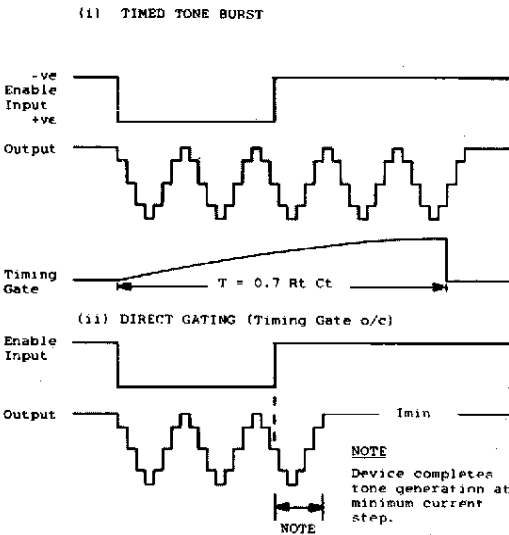 (i) TIMED TONE BURST
-ve
Enable
Input
+ve
Output
Timing
Gate
T = 0.7 Rt Ct
(ii) DIRECT GATING (Timing Gate o/c)
Enable
Input
Output
Imin
NOTE
Device completes
tone generation at
minimum current
step.
NOTE